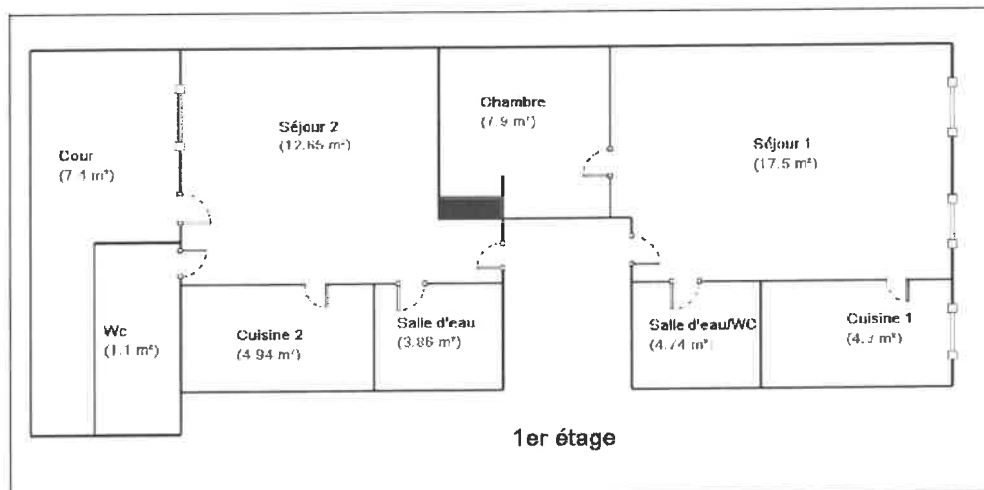 Chambre
(7.9 m²)
Séjour 2
(12.65 m²)
Séjour 1
(17.5 m²)
Cour
m²)
Wc
(1.1 m²)
Cuisine 2
(4.94 m²)
Salle d'eau
(3.86 m²)
Salle d'eau/WC
(4.74 m²)
Cuisine 1
m²)
1er étage